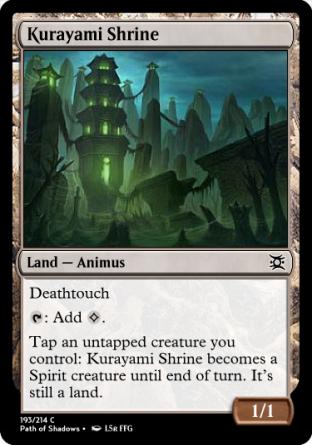 Kurayami Shrine
Land — Animus
Deathtouch
: Add .
Tap an untapped creature you
control: Kurayami Shrine becomes a
Spirit creature until end of turn. It's
still a land.
1/1
193/214 C
Path of Shadows • L5R FFG